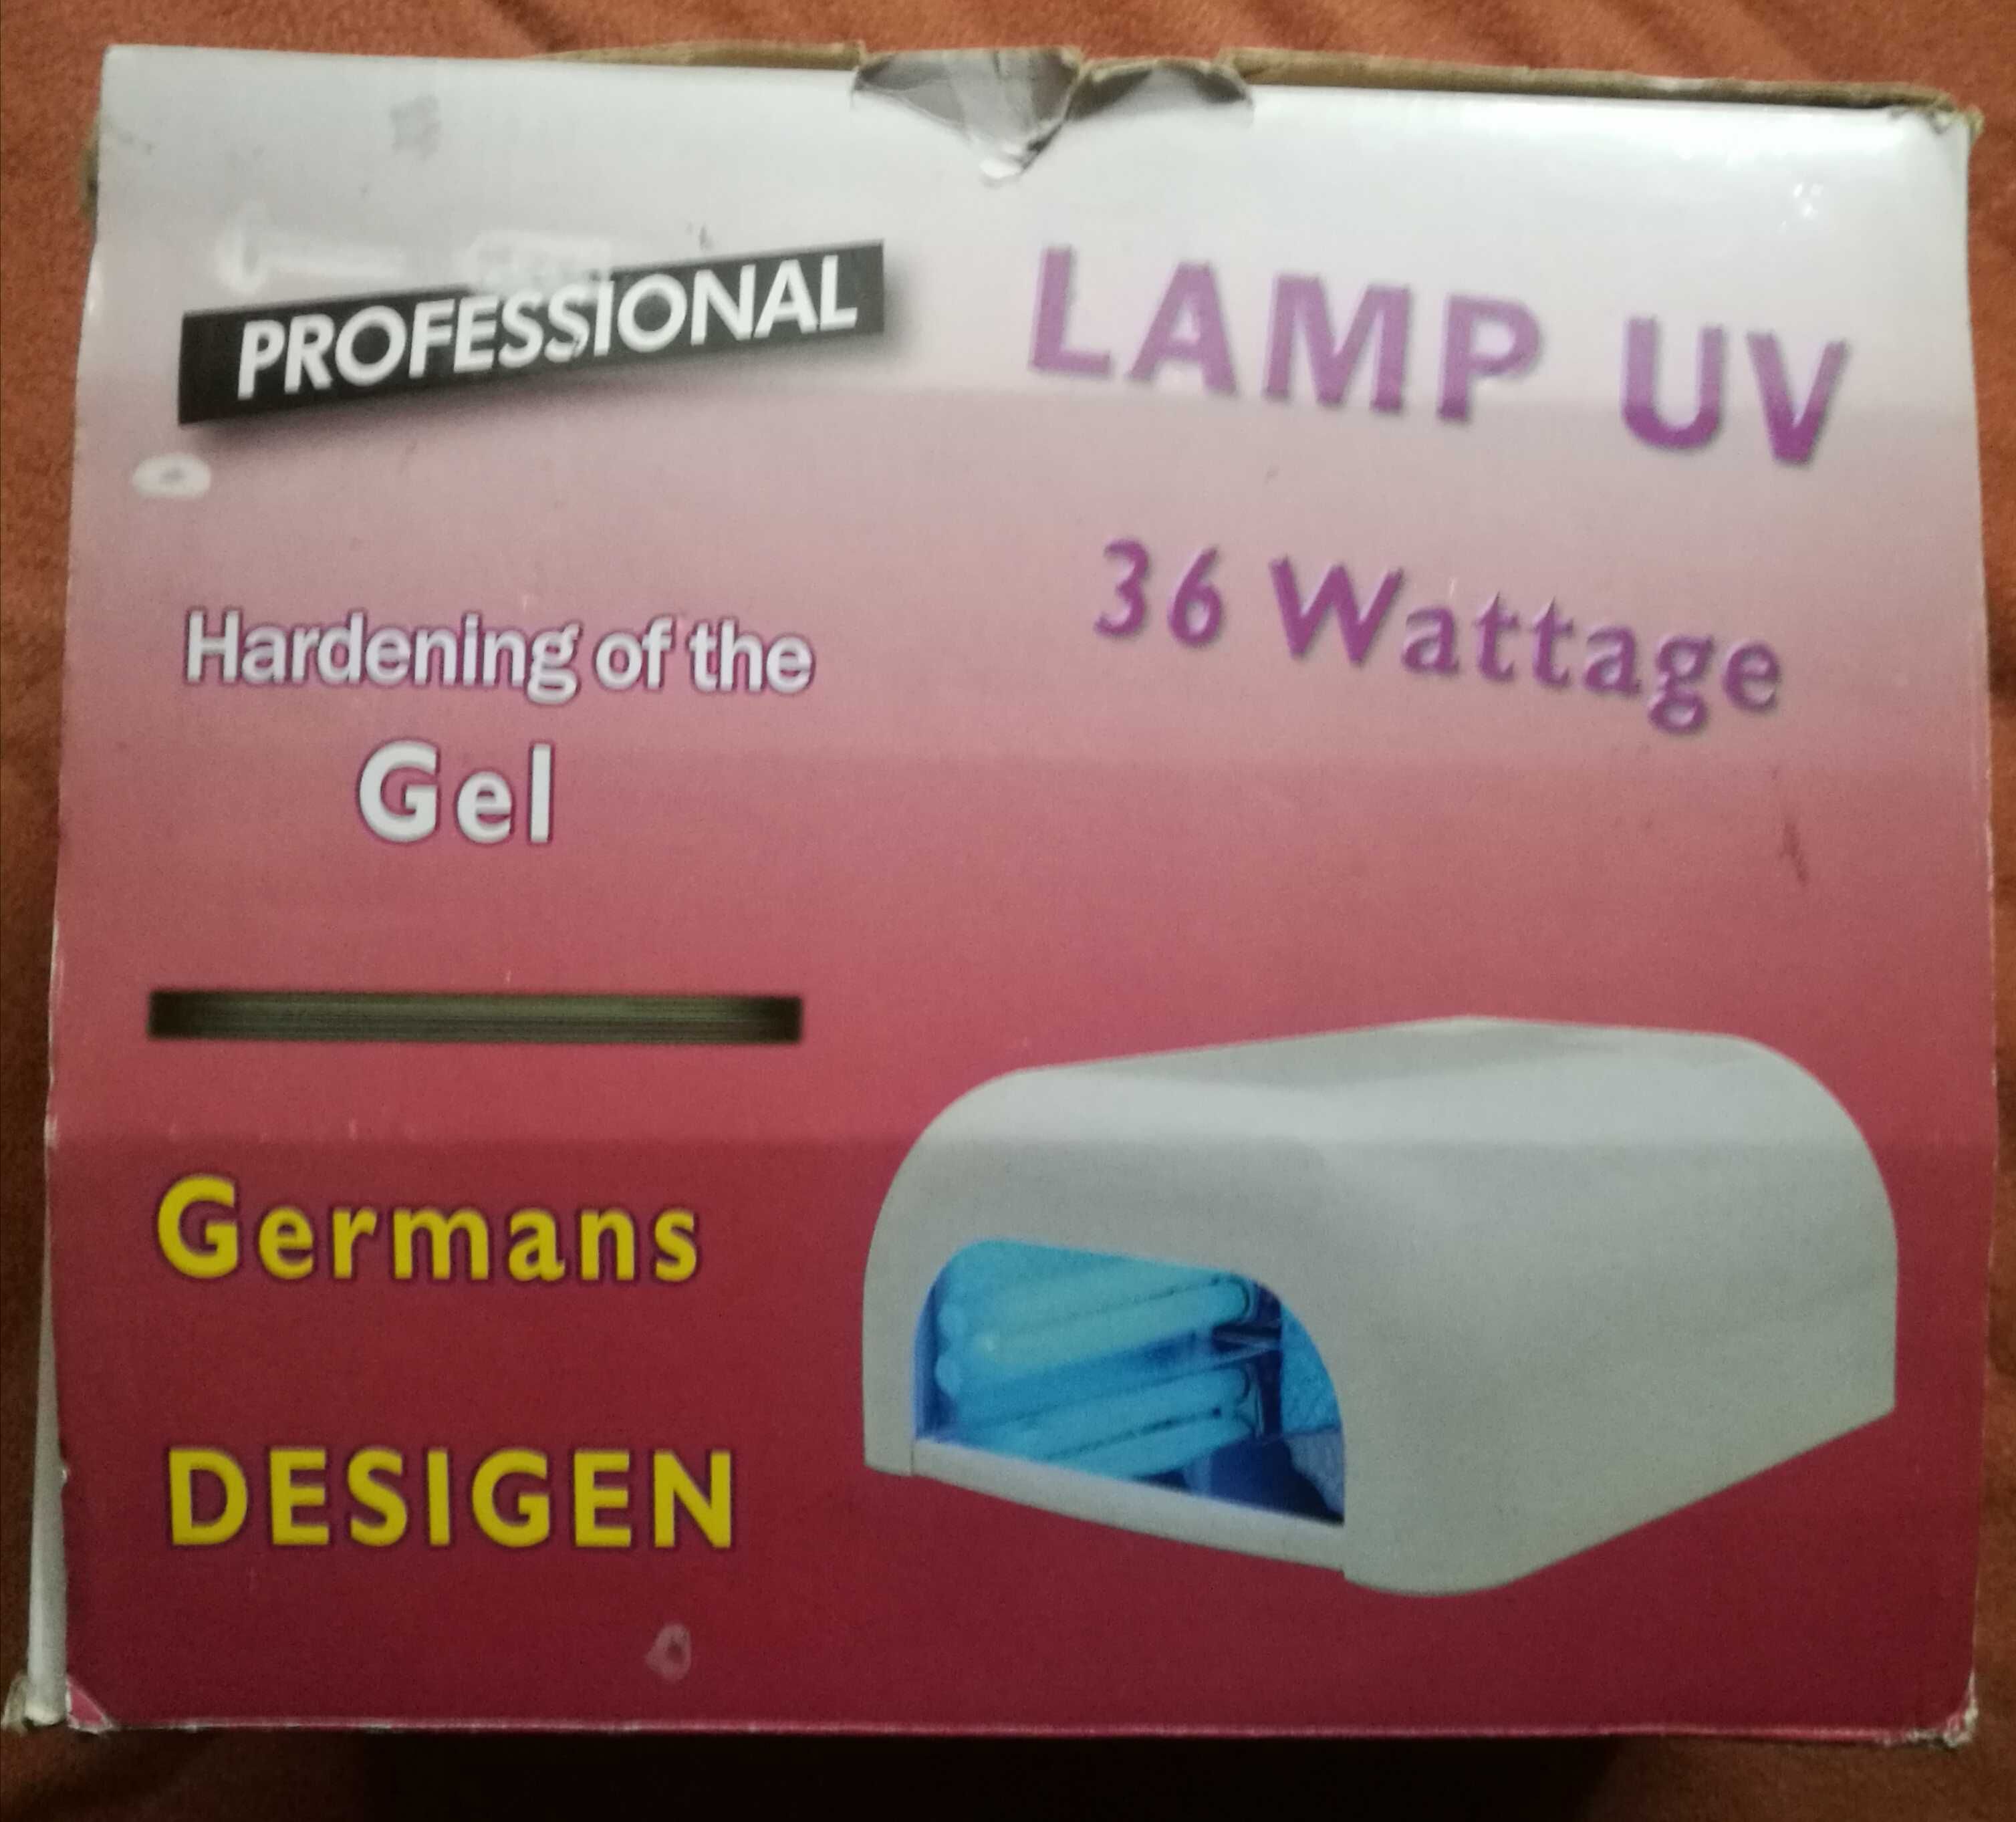 PROFESSIONAL
LAMP UV
36 Wattage
Hardening of the
Gel
Germans
DESIGEN